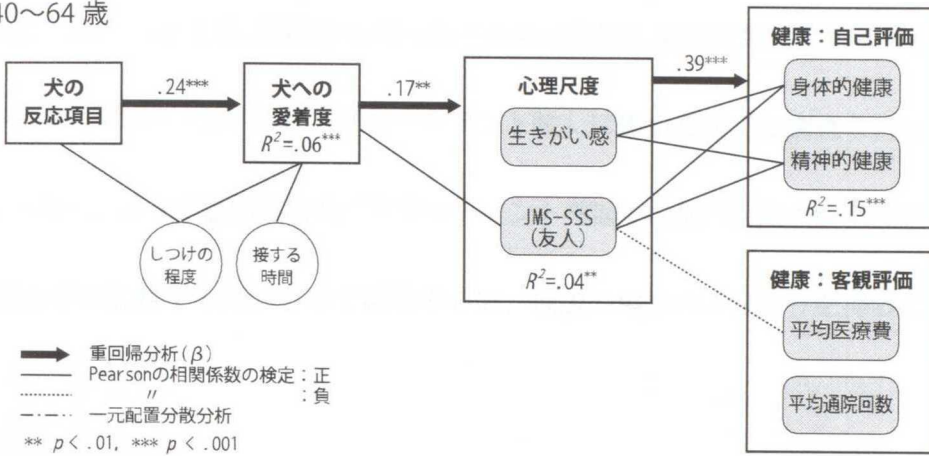 40～64 歳
犬の
反応項目
.24***
犬への
愛着度
R²=.06***
.17**
心理尺度
生きがい感
JMS-SSS
(友人)
R²=.04**
.39***
健康：自己評価
身体的健康
精神的健康
R²=.15***
しつけの
程度
接する
時間
健康：客観評価
平均医療費
平均通院回数
重回帰分析(β)
Pearsonの相関係数の検定：正
〃 ：負
一元配置分散分析
** p < .01, *** p < .001